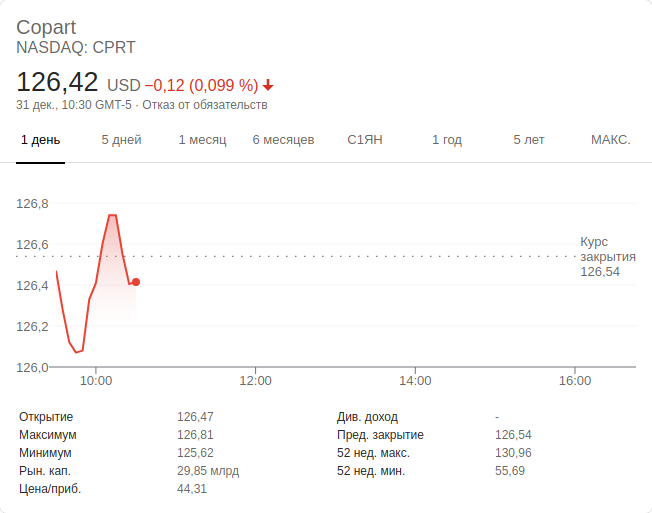 Copart
NASDAQ: CPRT
126,42 USD −0,12 (0,099 %)
31 дек., 10:30 GMT-5 · Отказ от обязательств
1 день 5 дней 1 месяц 6 месяцев С1ЯН 1 год 5 лет МАКС.
126,8
126,6
126,4
126,2
126,0
Курс
закрытия
126,54
10:00 12:00 14:00 16:00
Открытие 126,47 Див. доход -
Максимум 126,81 Пред. закрытие 126,54
Минимум 125,62 52 нед. макс. 130,96
Рын. кап. 29,85 млрд 52 нед. мин. 55,69
Цена/приб. 44,31